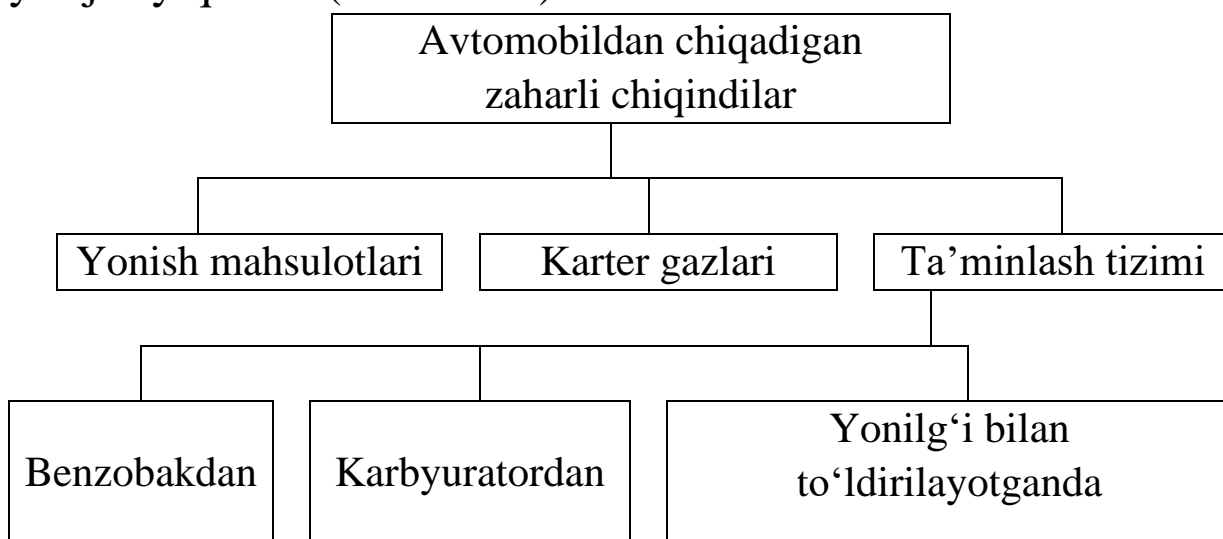 Avtomobildan chiqadigan
zaharli chiqindilar
Yonish mahsulotlari
Karter gazlari
Ta’minlash tizimi
Benzobakdan
Karbyuratordan
Yonilg‘i bilan
to‘ldirilayotganda